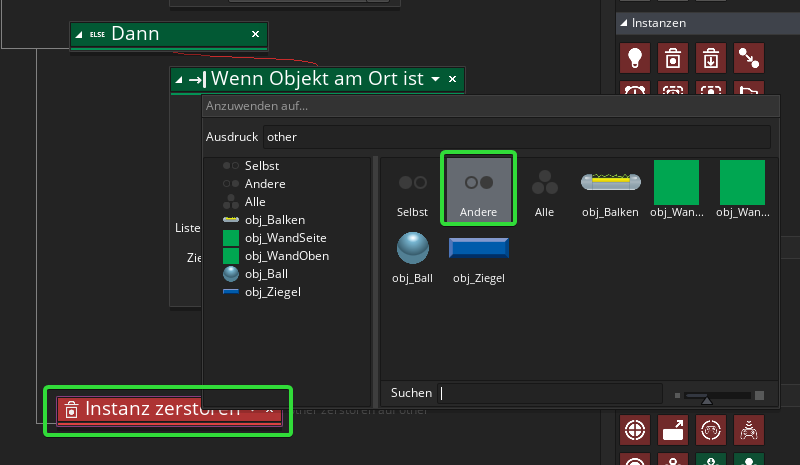 ELSE Dann
Instanzen
Wenn Objekt am Ort ist
Anzuwenden auf...
Ausdruck other
Selbst
Andere
Alle
obj_Balken
obj_WandSeite
obj_WandOben
obj_Ball
obj_Ziegel
Selbst Andere Alle obj_Balken obj_Wan... obj_Wan...
obj_Ball obj_Ziegel
Liste
Zie
Suchen
Instanz zerstören
other zerstören auf other